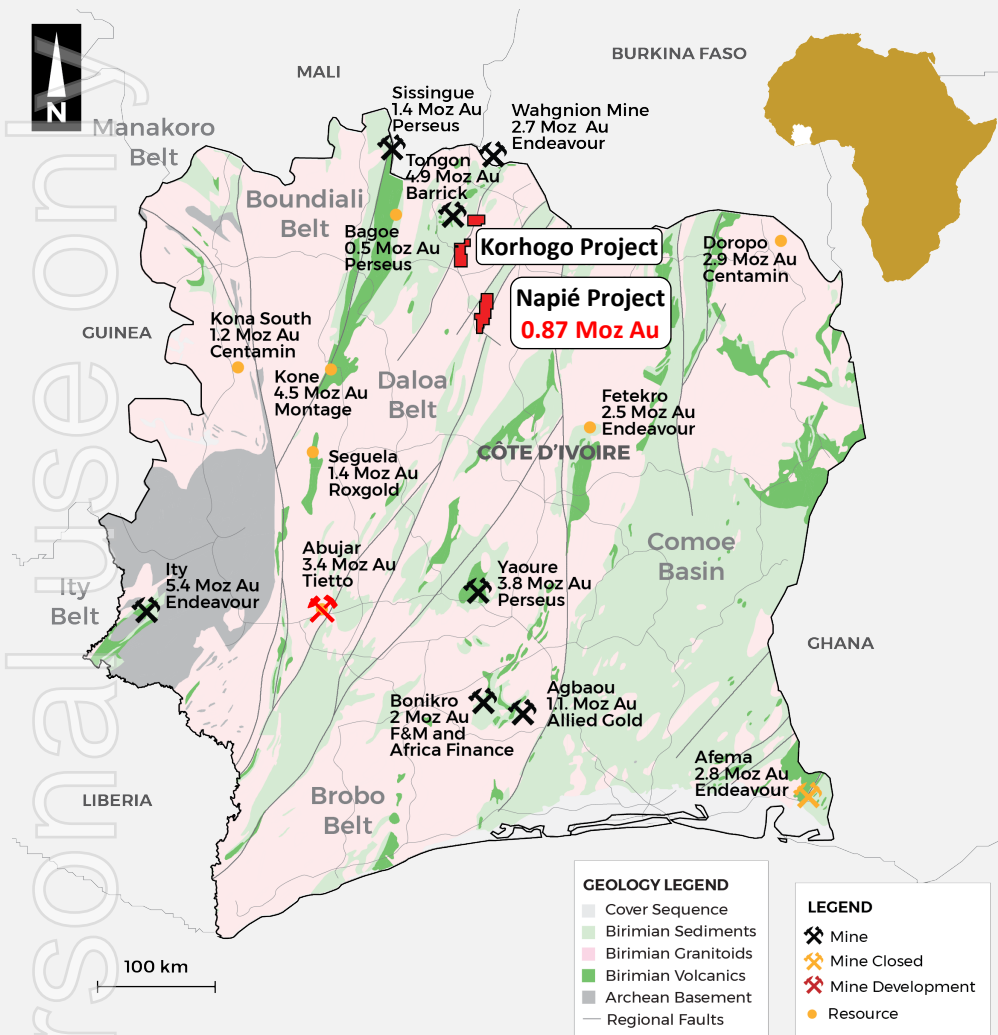 MALI
BURKINA FASO
N
Manakoro
Belt
Sissingue
1.4 Moz Au
Perseus
Wahgnion Mine
2.7 Moz Au
Endeavour
Tongon
4.9 Moz Au
Barrick
Boundiali
Belt
Bagoe
0.5 Moz Au
Perseus
Korhogo Project
Doropo
2.9 Moz Au
Centamin
Napié Project
0.87 Moz Au
GUINEA
Kona South
1.2 Moz Au
Centamin
Kone
4.5 Moz Au
Montage
Daloa
Belt
Fetekro
2.5 Moz Au
Endeavour
CÔTE D'IVOIRE
Seguela
1.4 Moz Au
Roxgold
Comoe
Basin
Abujar
3.4 Moz Au
Tietto
Ity
5.4 Moz Au
Endeavour
Ity
Belt
Yaoure
3.8 Moz Au
Perseus
GHANA
Bonikro
2 Moz Au
F&M and
Africa Finance
Agbaou
1.1. Moz Au
Allied Gold
Afema
2.8 Moz Au
Endeavour
LIBERIA
Brobo
Belt
100 km
GEOLOGY LEGEND
Cover Sequence
Birimian Sediments
Birimian Granitoids
Birimian Volcanics
Archean Basement
Regional Faults
LEGEND
Mine
Mine Closed
Mine Development
Resource
rsonal use only